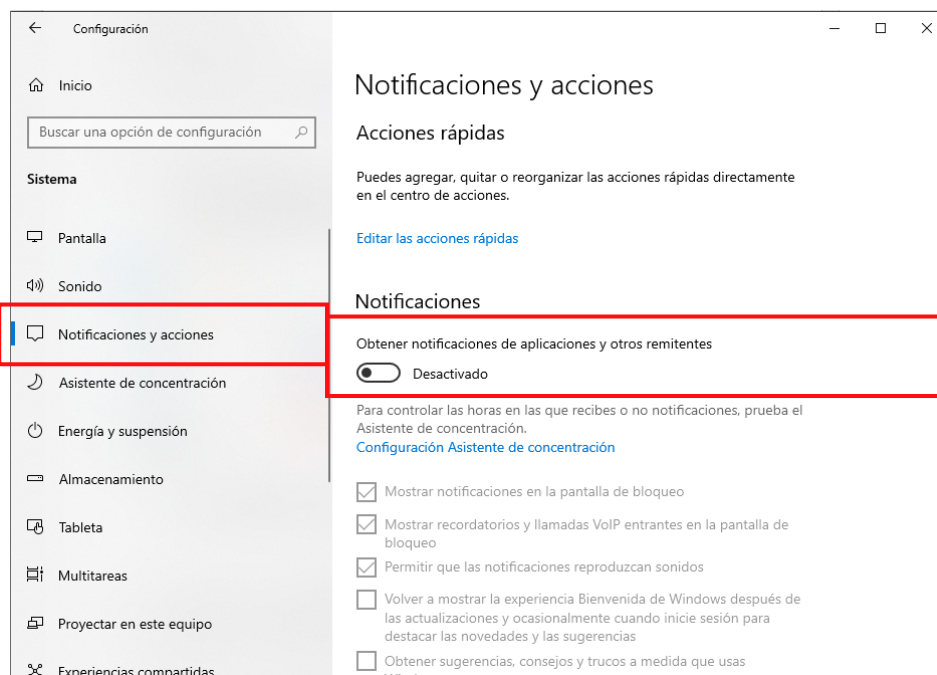 Configuración
Inicio
Buscar una opción de configuración
Sistema
Pantalla
Sonido
Notificaciones y acciones
Asistente de concentración
Energía y suspensión
Almacenamiento
Tableta
Multitareas
Proyectar en este equipo
Experiencias compartidas
Notificaciones y acciones
Acciones rápidas
Puedes agregar, quitar o reorganizar las acciones rápidas directamente
en el centro de acciones.
Editar las acciones rápidas
Notificaciones
Obtener notificaciones de aplicaciones y otros remitentes
Desactivado
Para controlar las horas en las que recibes o no notificaciones, prueba el
Asistente de concentración.
Configuración Asistente de concentración
Mostrar notificaciones en la pantalla de bloqueo
Mostrar recordatorios y llamadas VoIP entrantes en la pantalla de
bloqueo
Permitir que las notificaciones reproduzcan sonidos
Volver a mostrar la experiencia Bienvenida de Windows después de
las actualizaciones y ocasionalmente cuando inicie sesión para
destacar las novedades y las sugerencias
Obtener sugerencias, consejos y trucos a medida que usas